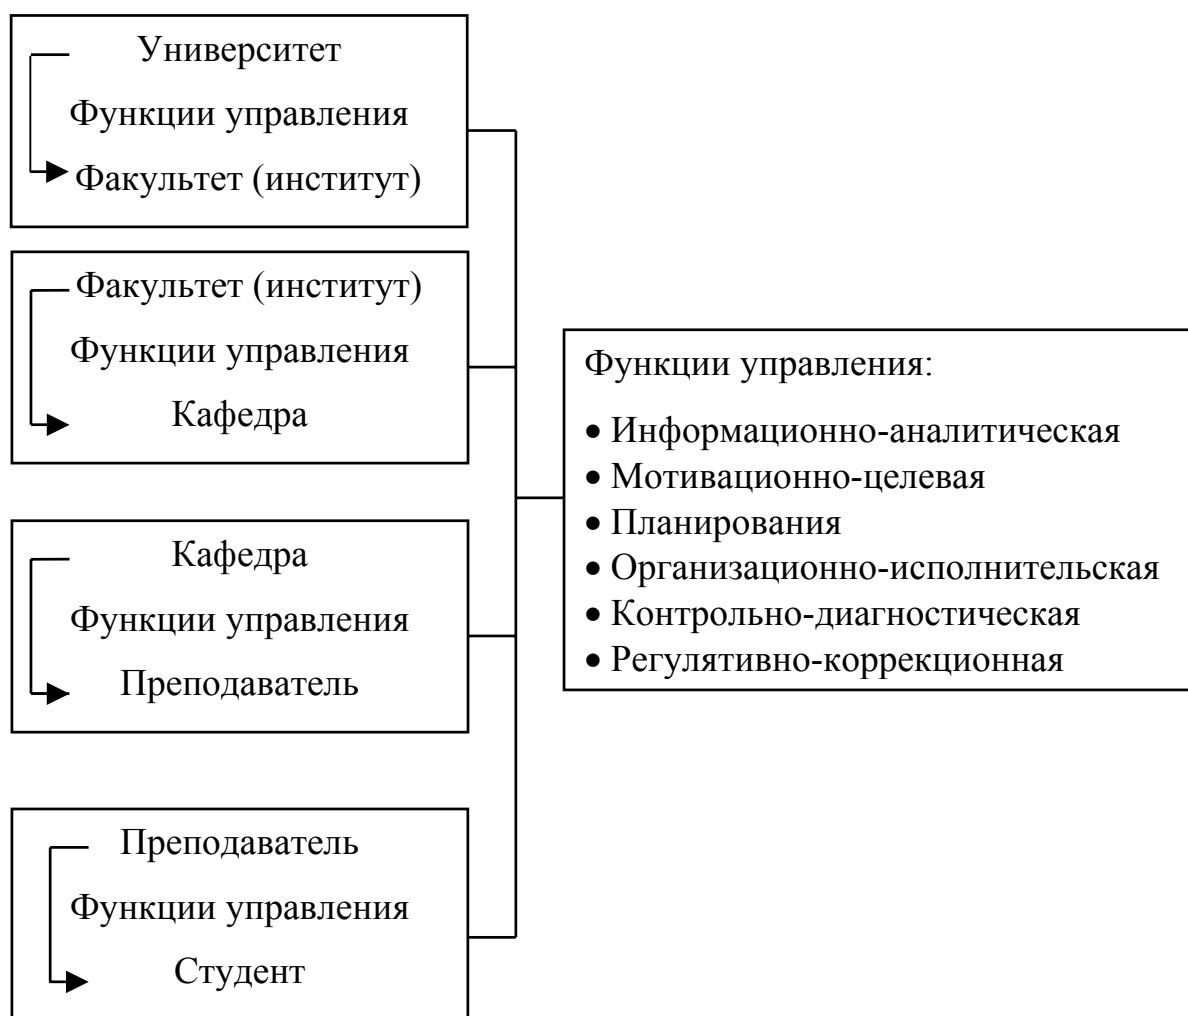 Университет
Функции управления
Факультет (институт)
Факультет (институт)
Функции управления
Кафедра
Кафедра
Функции управления
Преподаватель
Преподаватель
Функции управления
Студент
Функции управления:
• Информационно-аналитическая
• Мотивационно-целевая
• Планирования
• Организационно-исполнительская
• Контрольно-диагностическая
• Регулятивно-коррекционная